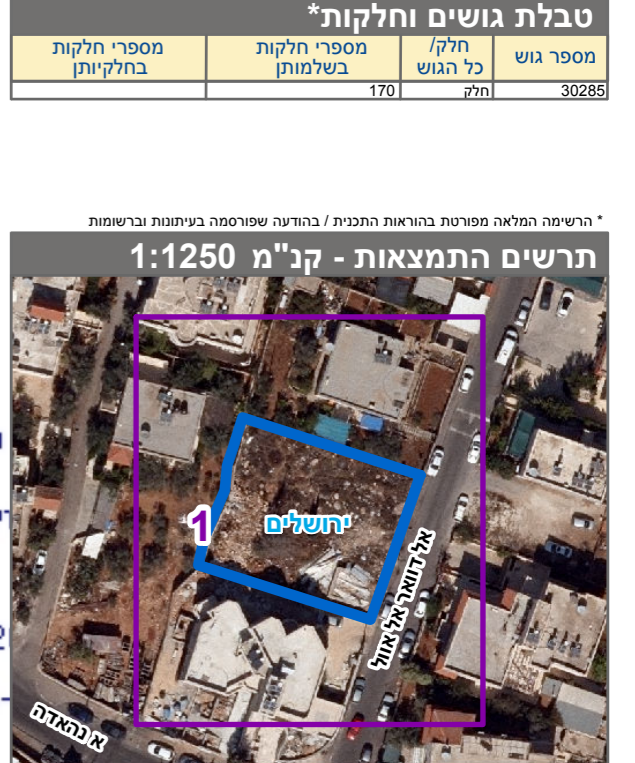 טבלת גושים וחלקות*
מספר גוש
חלק/
כל הגוש
מספרי חלקות
בשלמותן
מספרי חלקות
בחלקיותן
30285 חלק 170
* הרשימה המלאה מפורטת בהוראות התכנית / בהודעה שפורסמה בעיתונות וברשומות
תרשים התמצאות - קנ"מ 1:1250
1
ירושלים
אל דוואר אל אוול
א נהאדה